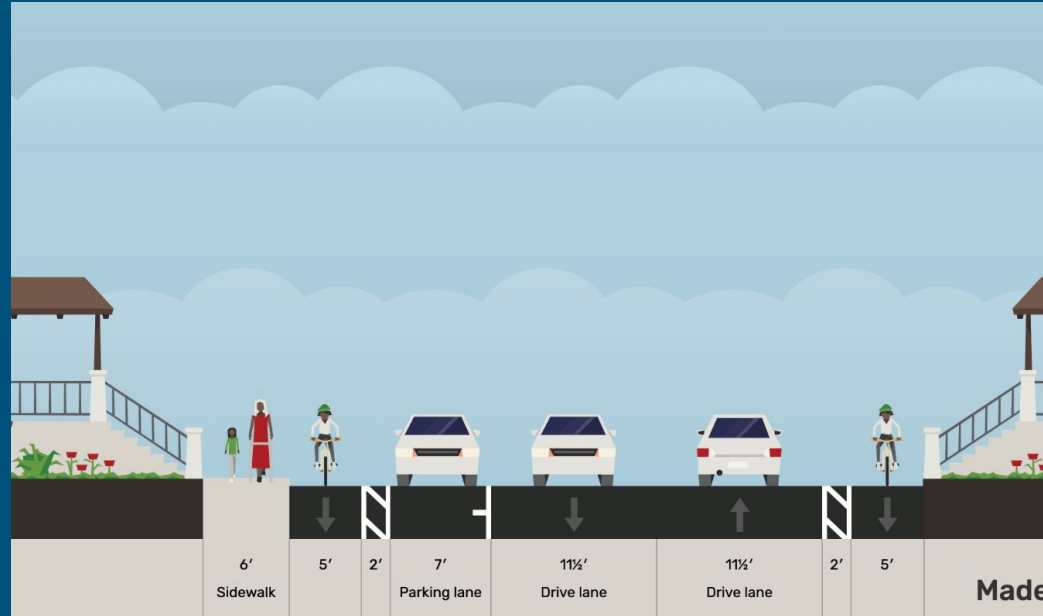 6′ 5′ 2′ 7′ 11½′ 11½′ 2′ 5′
Sidewalk Parking lane Drive lane Drive lane
Made